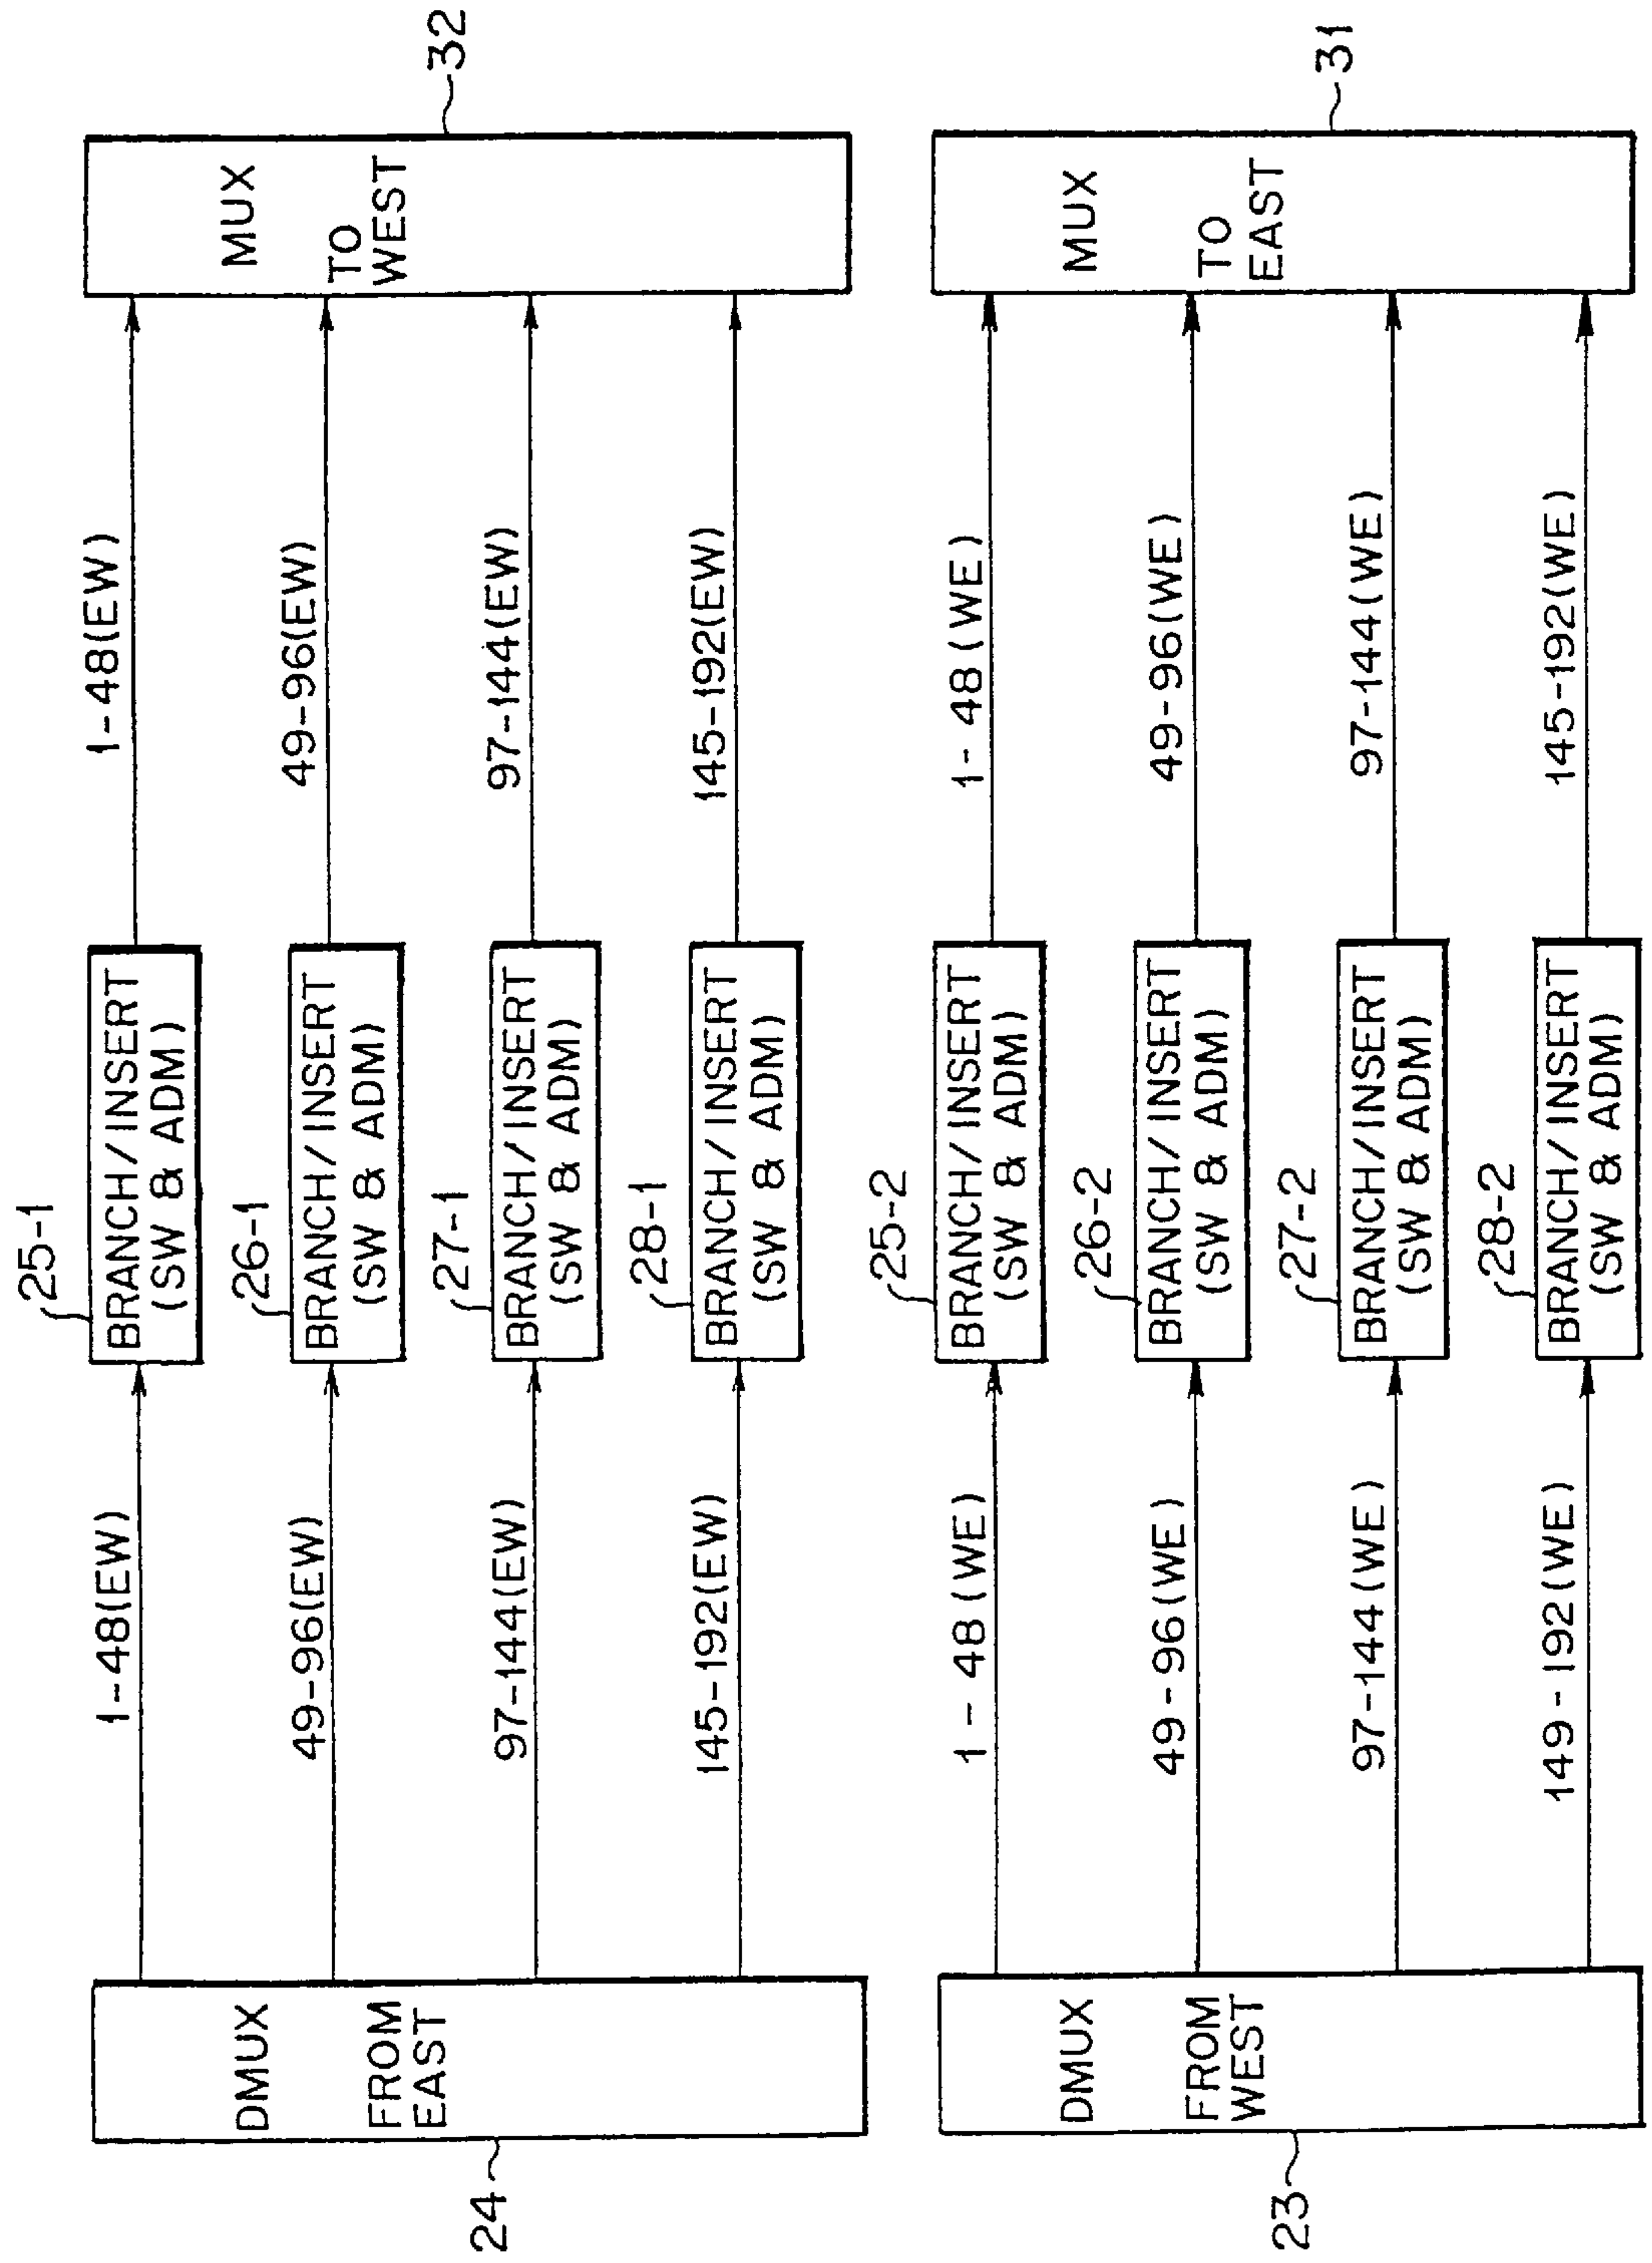 24
DMUX
FROM
EAST
1-48(EW)
49-96(EW)
97-144(EW)
145-192(EW)
25-1
BRANCH/INSERT
(SW & ADM)
26-1
BRANCH/INSERT
(SW & ADM)
27-1
BRANCH/INSERT
(SW & ADM)
28-1
BRANCH/INSERT
(SW & ADM)
1-48(EW)
49-96(EW)
97-144(EW)
145-192(EW)
MUX
TO
WEST
32
23
DMUX
FROM
WEST
1-48(WE)
49-96(WE)
97-144(WE)
149-192(WE)
25-2
BRANCH/INSERT
(SW & ADM)
26-2
BRANCH/INSERT
(SW & ADM)
27-2
BRANCH/INSERT
(SW & ADM)
28-2
BRANCH/INSERT
(SW & ADM)
1-48(WE)
49-96(WE)
97-144(WE)
145-192(WE)
MUX
TO
EAST
31